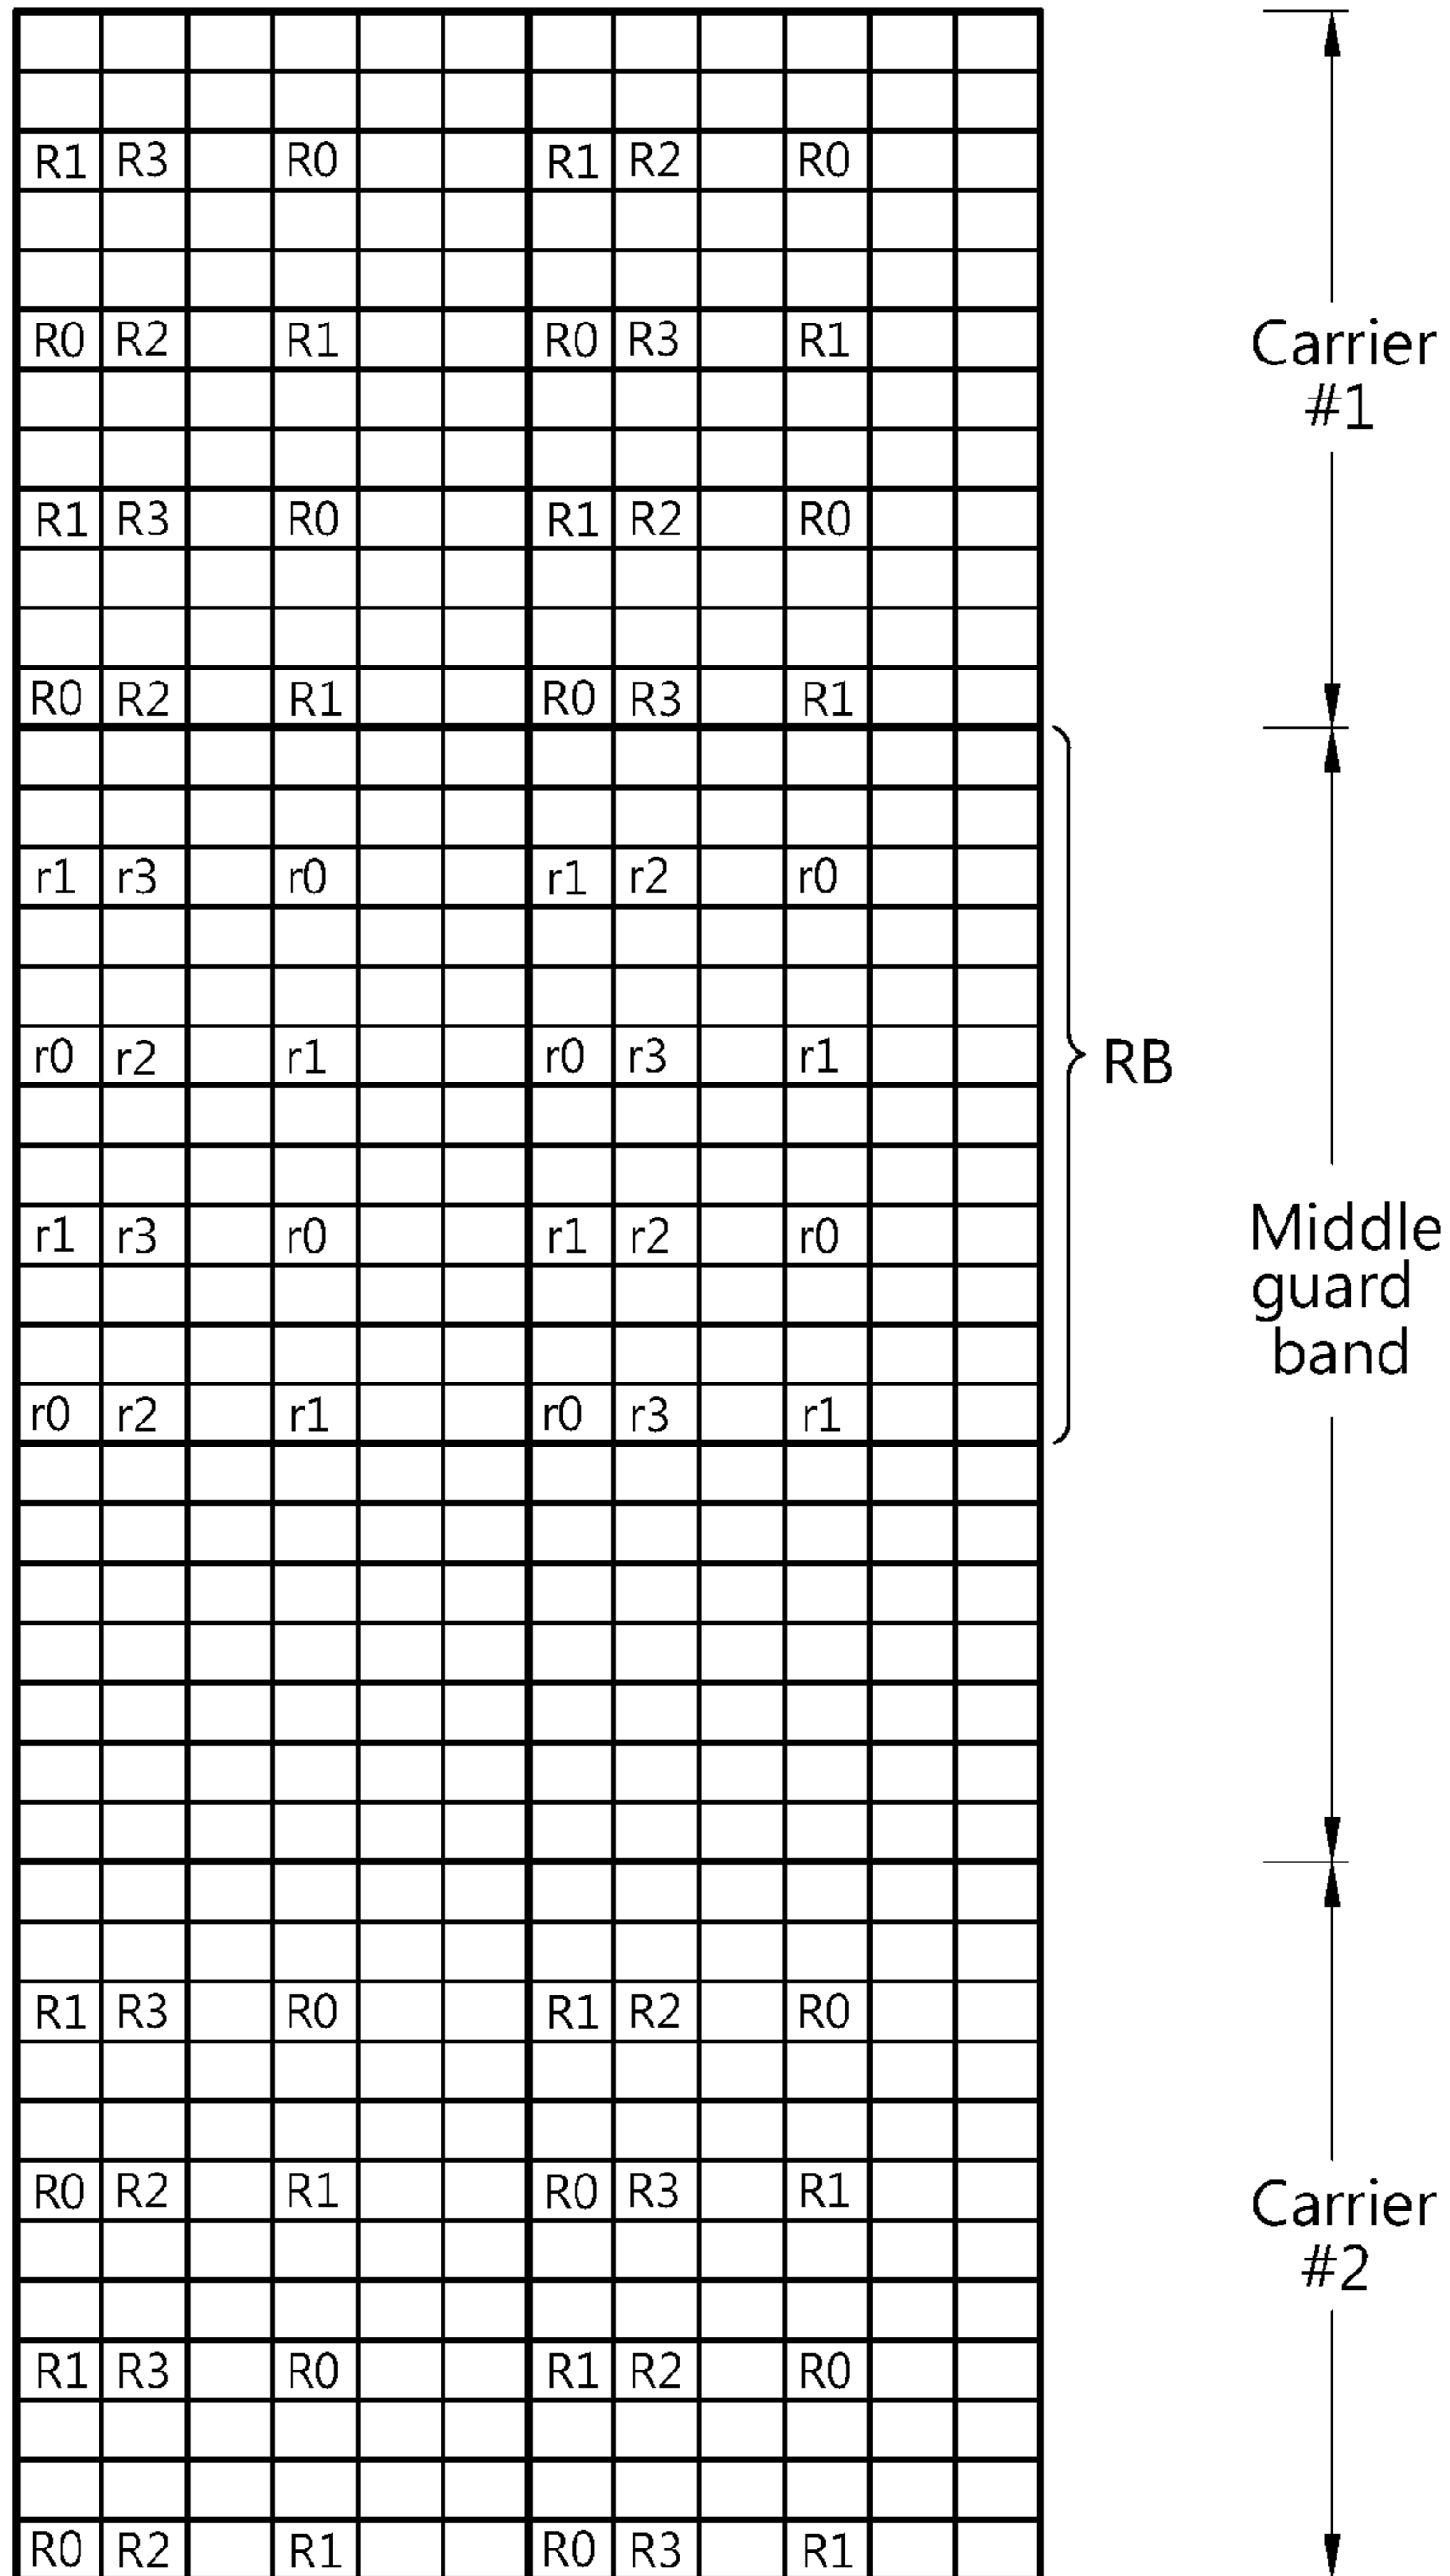 R1 R3 R0 R1 R2 R0
R0 R2 R1 R0 R3 R1
Carrier
#1
R1 R3 R0 R1 R2 R0
R0 R2 R1 R0 R3 R1
r1 r3 r0 r1 r2 r0
r0 r2 r1 r0 r3 r1
RB
r1 r3 r0 r1 r2 r0
Middle
guard
band
r0 r2 r1 r0 r3 r1
R1 R3 R0 R1 R2 R0
R0 R2 R1 R0 R3 R1
Carrier
#2
R1 R3 R0 R1 R2 R0
R0 R2 R1 R0 R3 R1